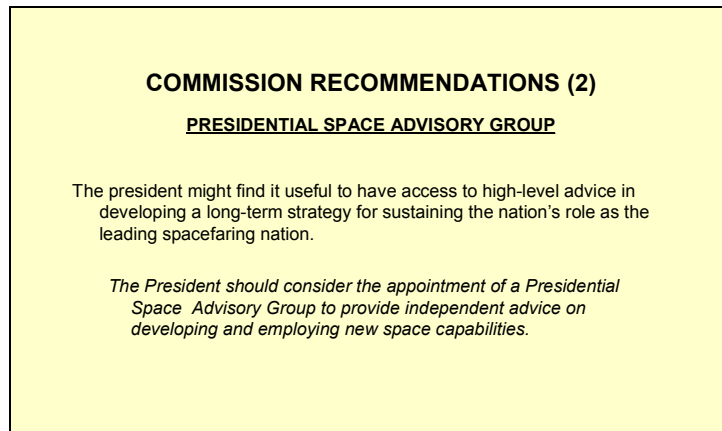 COMMISSION RECOMMENDATIONS (2)
PRESIDENTIAL SPACE ADVISORY GROUP
The president might find it useful to have access to high-level advice in
developing a long-term strategy for sustaining the nation’s role as the
leading spacefaring nation.
The President should consider the appointment of a Presidential
Space  Advisory Group to provide independent advice on
developing and employing new space capabilities.